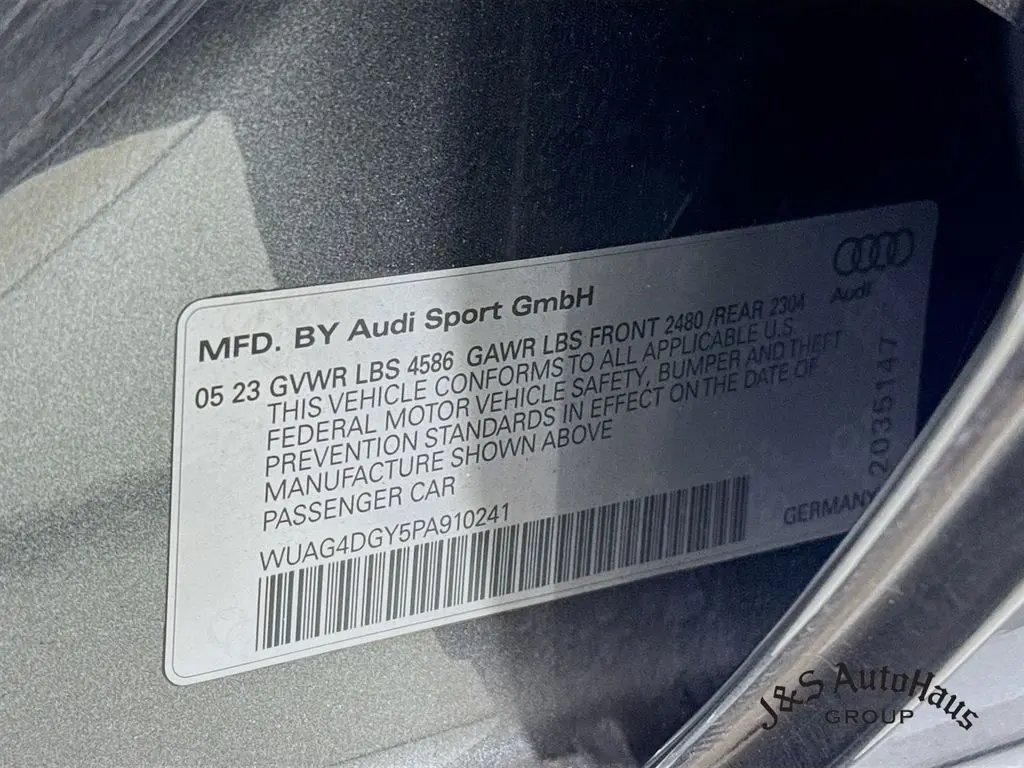 MFD. BY Audi Sport GmbH
05 23 GVWR LBS 4586 GAWR LBS FRONT 2480 /REAR 2304
THIS VEHICLE CONFORMS TO ALL APPLICABLE U.S.
FEDERAL MOTOR VEHICLE SAFETY, BUMPER AND THEFT
PREVENTION STANDARDS IN EFFECT ON THE DATE OF
MANUFACTURE SHOWN ABOVE
PASSENGER CAR
WUAG4DGY5PA910241
Audi
2035147
GERMANY
J&S AutoHaus
GROUP